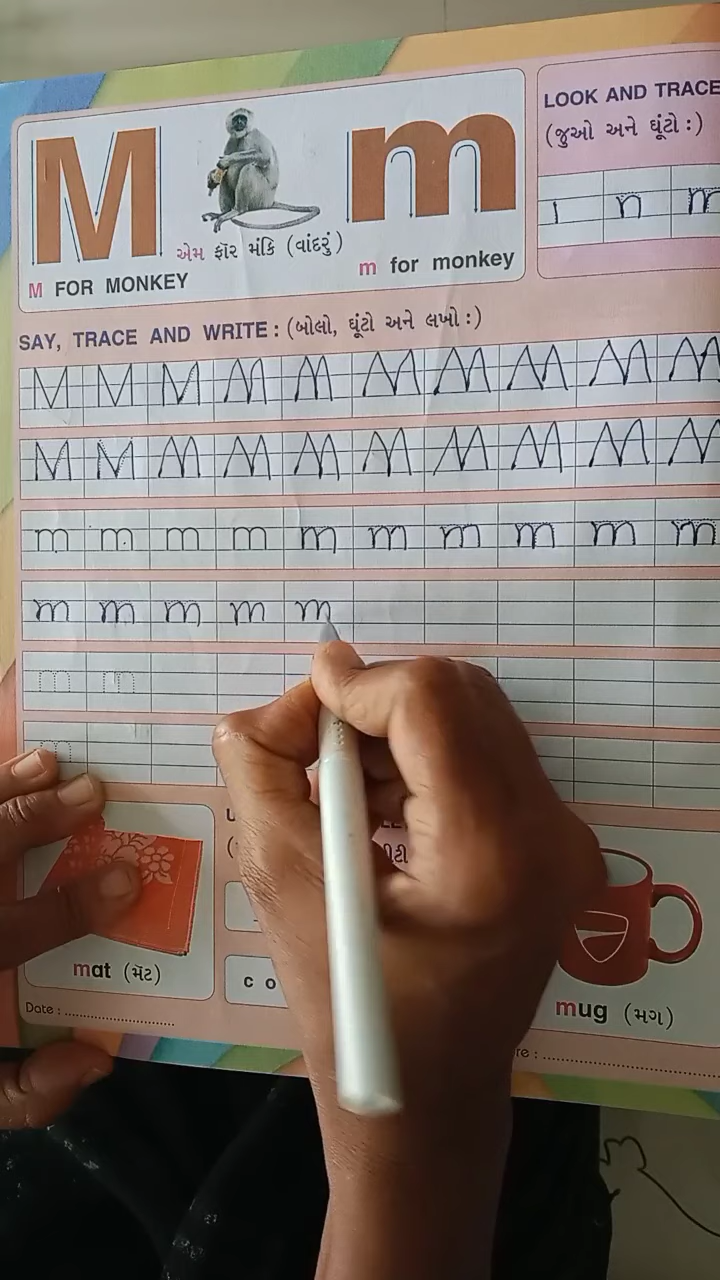 M m
LOOK AND TRACE
(જુઓ અને ઘૂંટો :)
ı n m
એમ ફૉર મંકિ (વાંદરું)
M FOR MONKEY
m for monkey
SAY, TRACE AND WRITE : (બોલો, ઘૂંટો અને લખો :)
M M M M M M M M M M
M M M M M M M M M M
m m m m m m m m m m
m m m m m
m m
m
mat (મૅટ)
c o
mug (મગ)
Date :